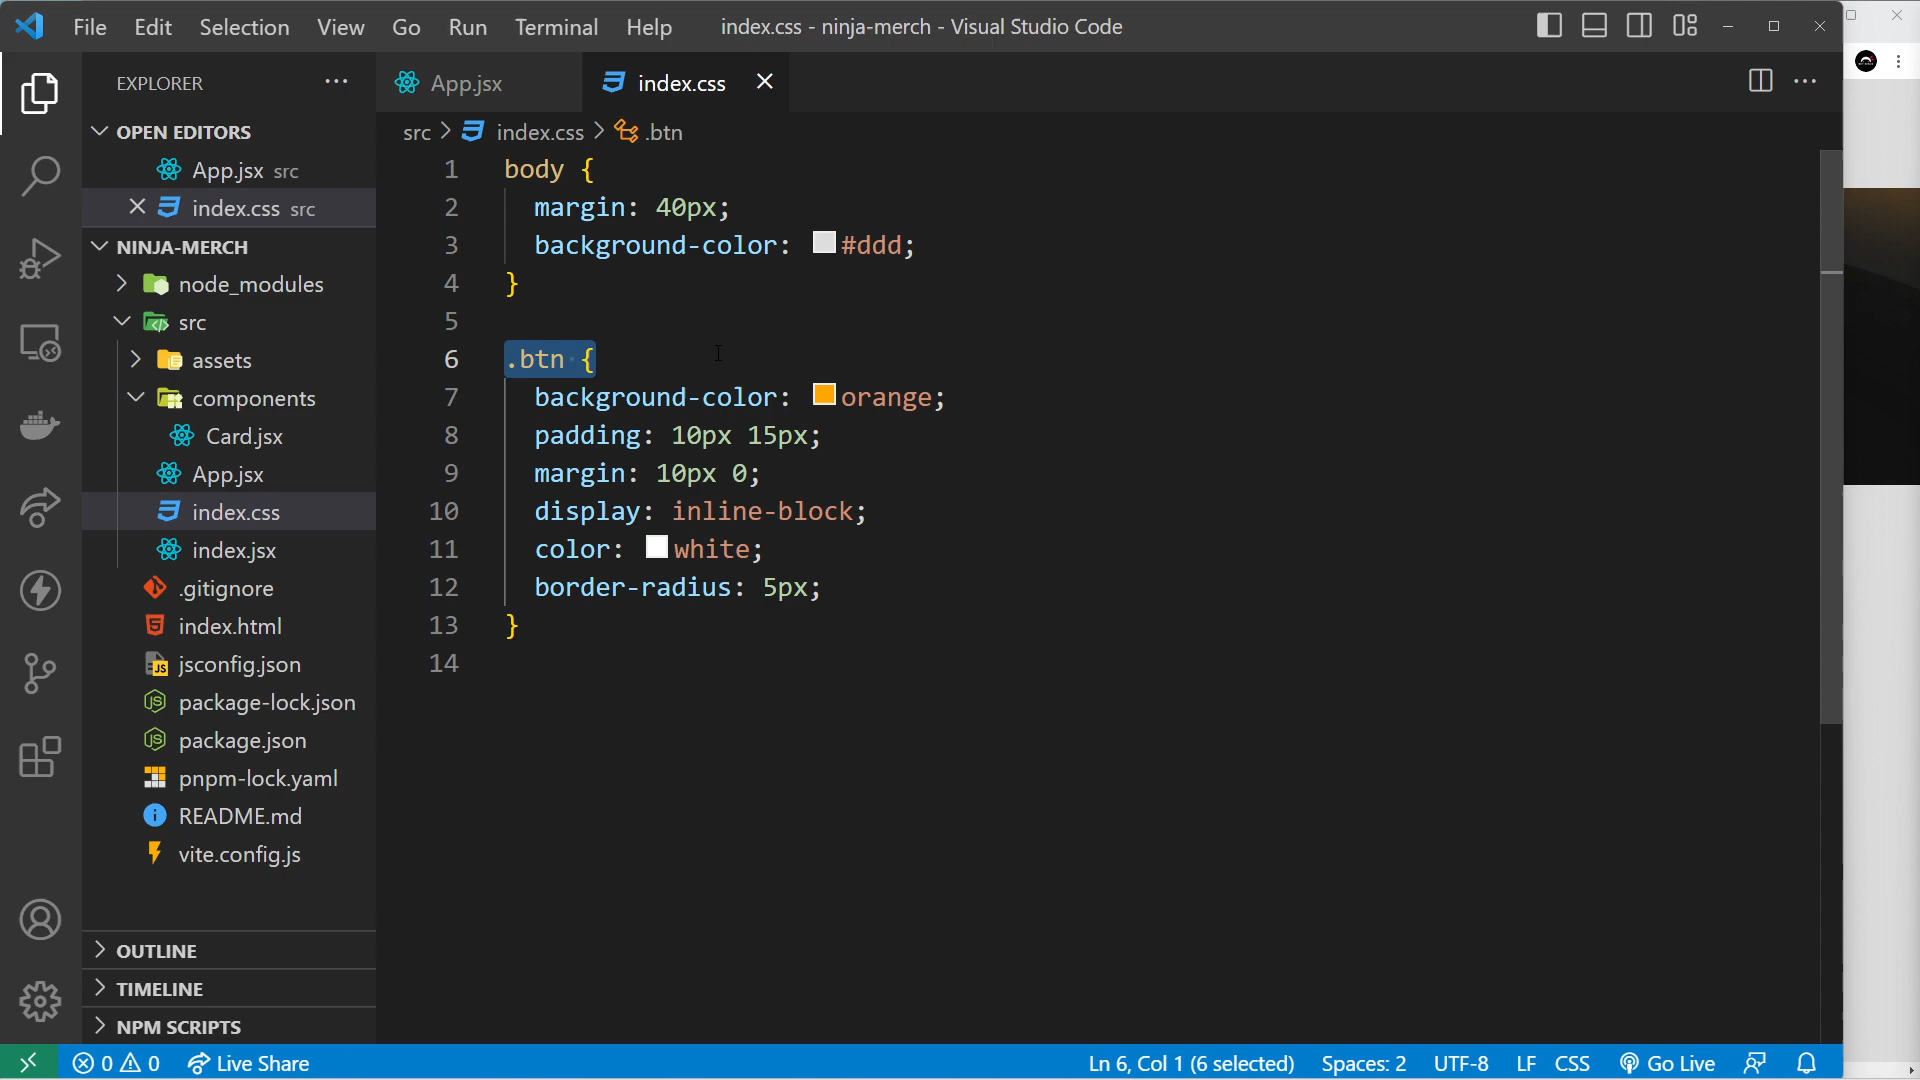 File Edit Selection View Go Run Terminal Help index.css - ninja-merch - Visual Studio Code
EXPLORER
OPEN EDITORS
App.jsx src
index.css src
NINJA-MERCH
node_modules
src
assets
components
Card.jsx
App.jsx
index.css
index.jsx
.gitignore
index.html
jsconfig.json
package-lock.json
package.json
pnpm-lock.yaml
README.md
vite.config.js
OUTLINE
TIMELINE
NPM SCRIPTS
App.jsx index.css
src > index.css > .btn
1 body {
2 margin: 40px;
3 background-color: #ddd;
4 }
5
6 .btn {
7 background-color: orange;
8 padding: 10px 15px;
9 margin: 10px 0;
10 display: inline-block;
11 color: white;
12 border-radius: 5px;
13 }
14
0 0 Live Share Ln 6, Col 1 (6 selected) Spaces: 2 UTF-8 LF CSS Go Live